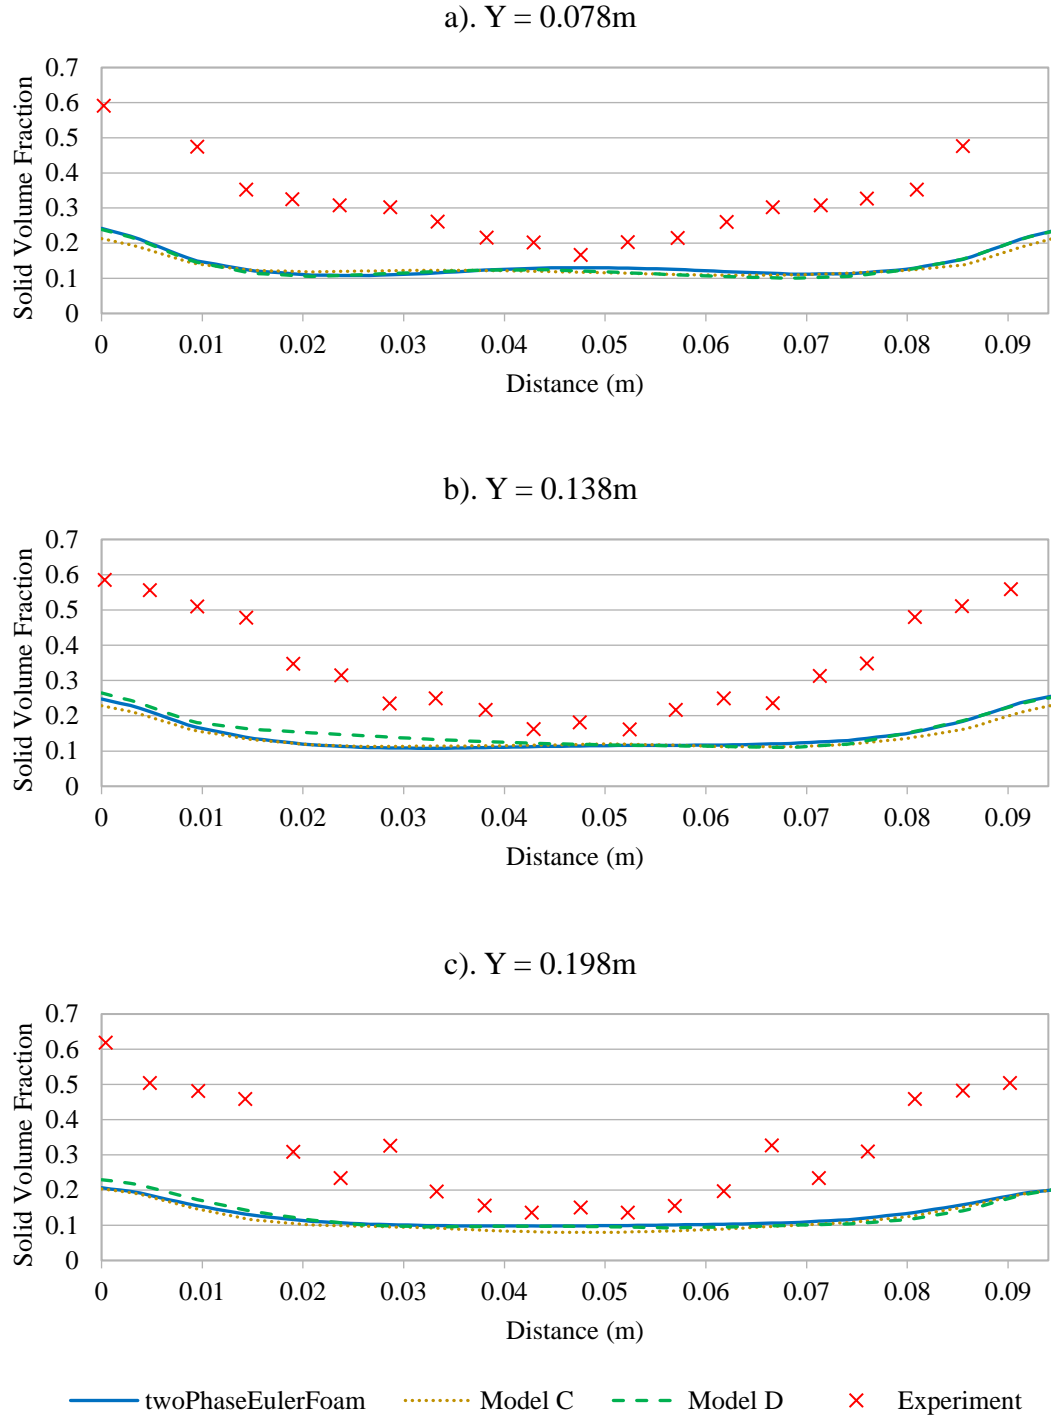 a). Y = 0.078m
Solid Volume Fraction
0.7
0.6
0.5
0.4
0.3
0.2
0.1
0
0 0.01 0.02 0.03 0.04 0.05 0.06 0.07 0.08 0.09
Distance (m)
b). Y = 0.138m
Solid Volume Fraction
0.7
0.6
0.5
0.4
0.3
0.2
0.1
0
0 0.01 0.02 0.03 0.04 0.05 0.06 0.07 0.08 0.09
Distance (m)
c). Y = 0.198m
Solid Volume Fraction
0.7
0.6
0.5
0.4
0.3
0.2
0.1
0
0 0.01 0.02 0.03 0.04 0.05 0.06 0.07 0.08 0.09
Distance (m)
twoPhaseEulerFoam Model C Model D Experiment